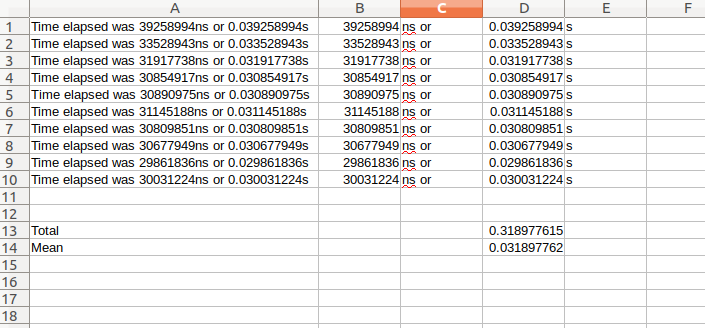 A B C D E F
1 Time elapsed was 39258994ns or 0.039258994s 39258994 ns or 0.039258994 s
2 Time elapsed was 33528943ns or 0.033528943s 33528943 ns or 0.033528943 s
3 Time elapsed was 31917738ns or 0.031917738s 31917738 ns or 0.031917738 s
4 Time elapsed was 30854917ns or 0.030854917s 30854917 ns or 0.030854917 s
5 Time elapsed was 30890975ns or 0.030890975s 30890975 ns or 0.030890975 s
6 Time elapsed was 31145188ns or 0.031145188s 31145188 ns or 0.031145188 s
7 Time elapsed was 30809851ns or 0.030809851s 30809851 ns or 0.030809851 s
8 Time elapsed was 30677949ns or 0.030677949s 30677949 ns or 0.030677949 s
9 Time elapsed was 29861836ns or 0.029861836s 29861836 ns or 0.029861836 s
10 Time elapsed was 30031224ns or 0.030031224s 30031224 ns or 0.030031224 s
11
12
13 Total 0.318977615
14 Mean 0.031897762
15
16
17
18